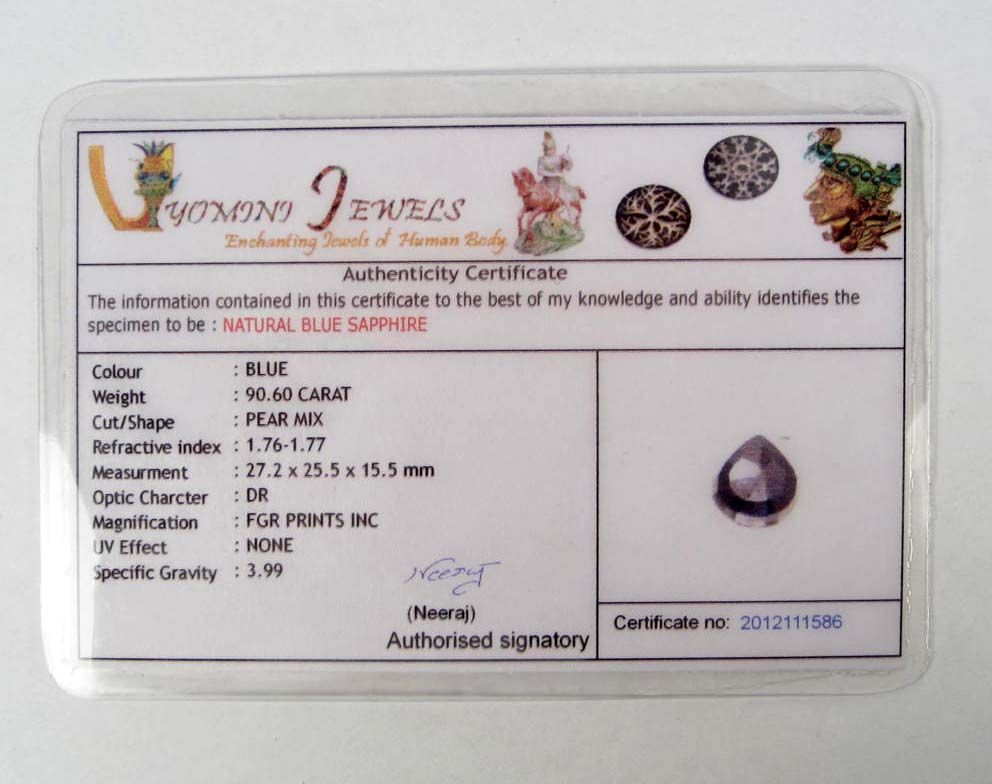 VYOMINI JEWELS
Enchanting Jewels of Human Body
Authenticity Certificate
The information contained in this certificate to the best of my knowledge and ability identifies the
specimen to be : NATURAL BLUE SAPPHIRE
Colour : BLUE
Weight : 90.60 CARAT
Cut/Shape : PEAR MIX
Refractive index : 1.76-1.77
Measurment : 27.2 x 25.5 x 15.5 mm
Optic Charcter : DR
Magnification : FGR PRINTS INC
UV Effect : NONE
Specific Gravity : 3.99
Neeraj
(Neeraj)
Authorised signatory
Certificate no: 2012111586